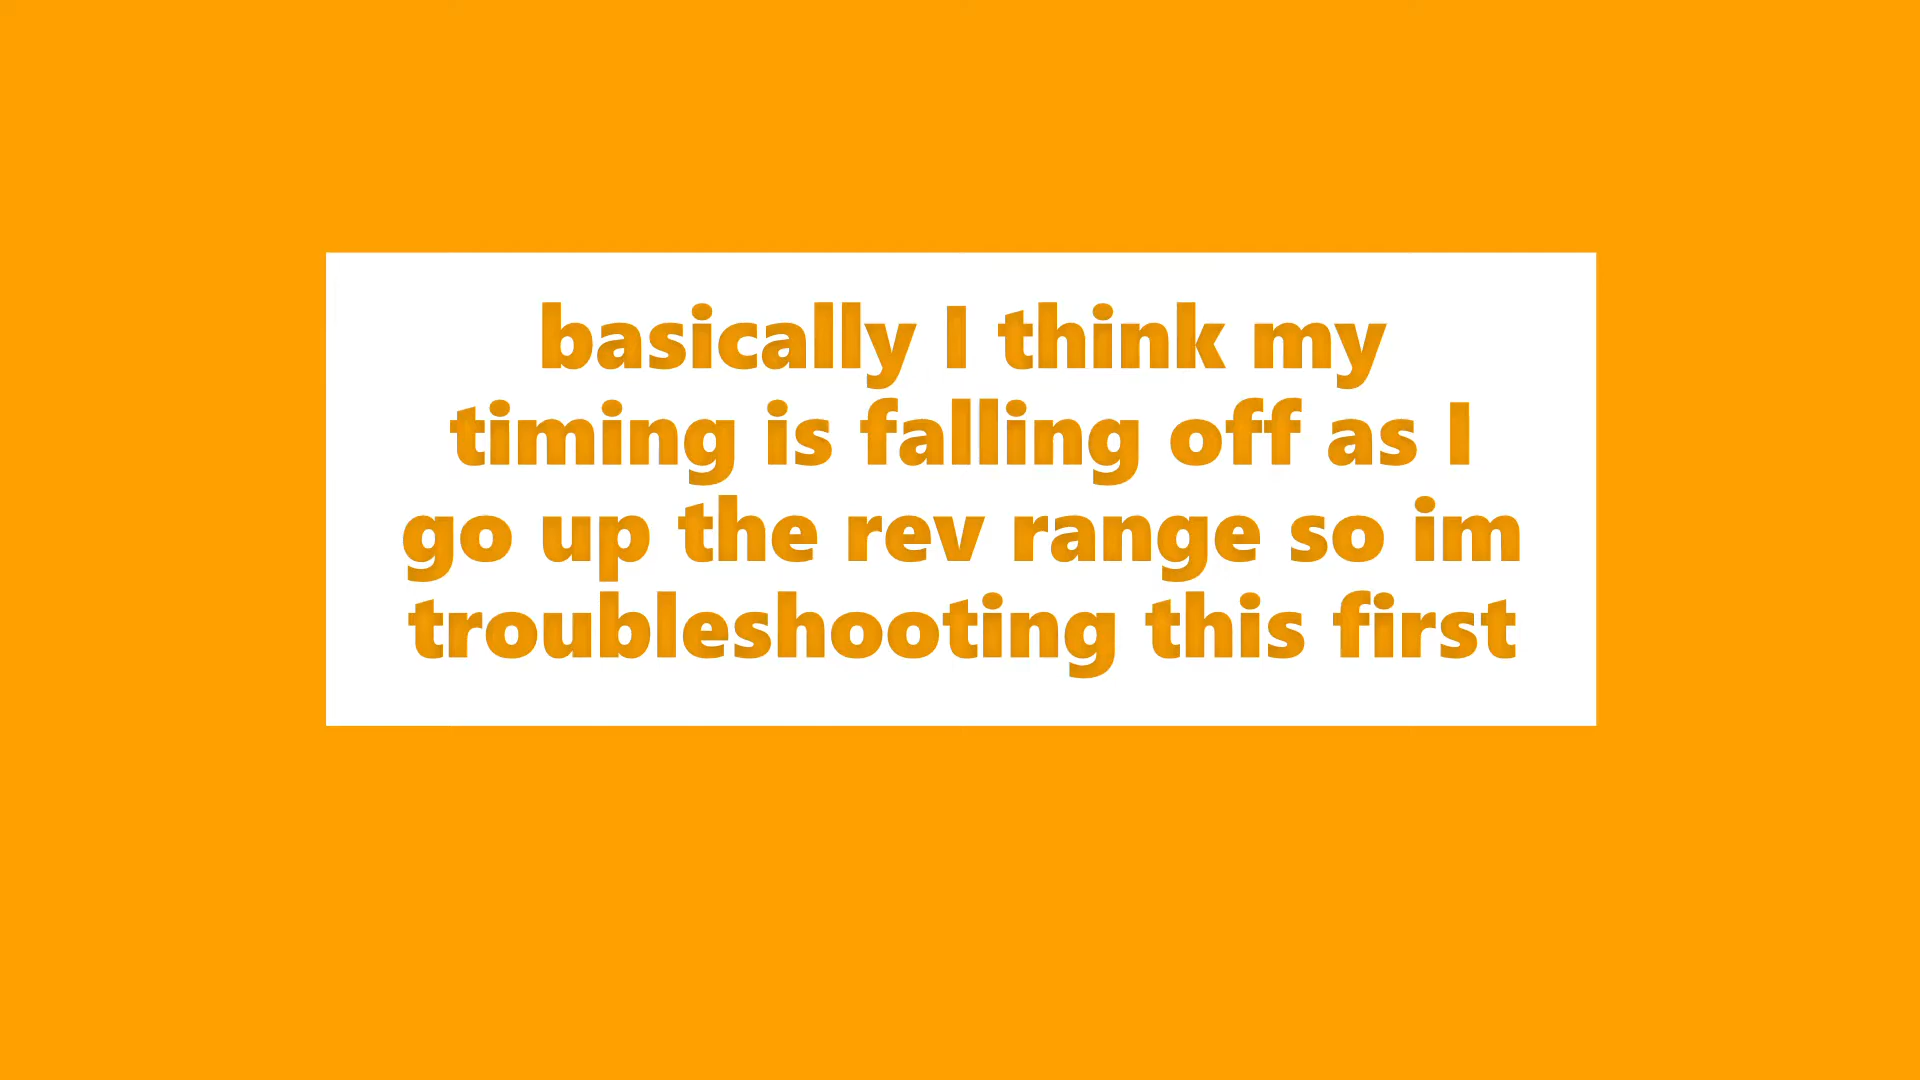 basically I think my
timing is falling off as I
go up the rev range so im
troubleshooting this first